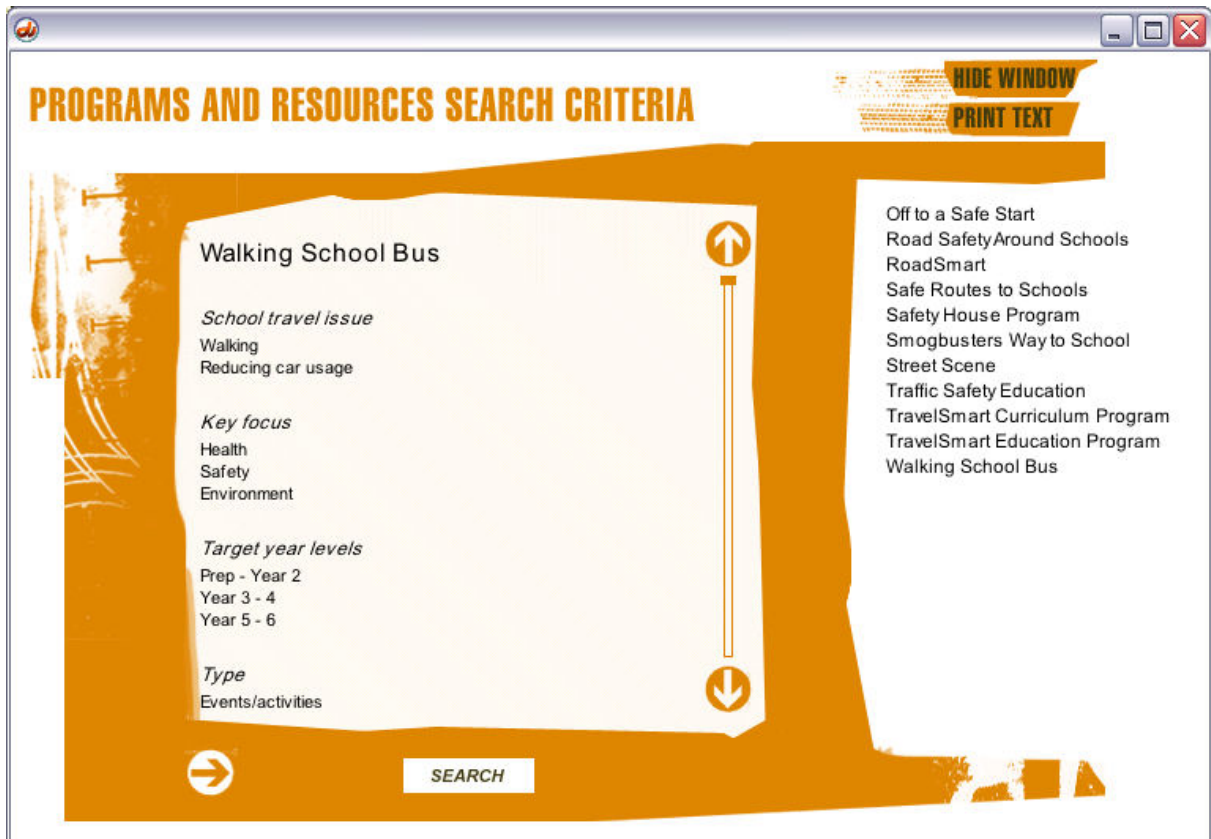 PROGRAMS AND RESOURCES SEARCH CRITERIA
HIDE WINDOW
PRINT TEXT
Walking School Bus
School travel issue
Walking
Reducing car usage
Key focus
Health
Safety
Environment
Target year levels
Prep - Year 2
Year 3 - 4
Year 5 - 6
Type
Events/activities
SEARCH
Off to a Safe Start
Road Safety Around Schools
RoadSmart
Safe Routes to Schools
Safety House Program
Smogbusters Way to School
Street Scene
Traffic Safety Education
TravelSmart Curriculum Program
TravelSmart Education Program
Walking School Bus